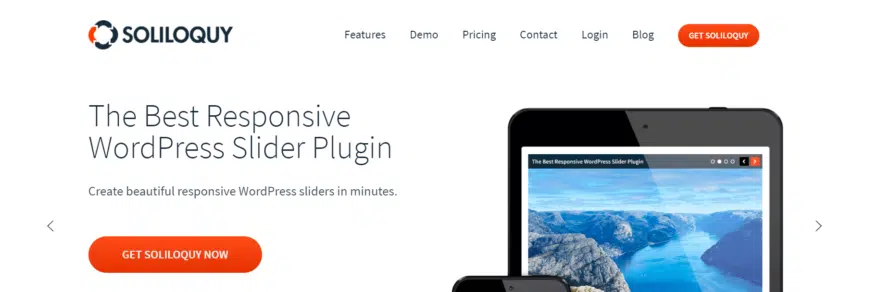 SOLILOQUY
Features
Demo
Pricing
Contact
Login
Blog
GET SOLILOQUY
The Best Responsive
WordPress Slider Plugin
Create beautiful responsive WordPress sliders in minutes.
GET SOLILOQUY NOW
The Best Responsive WordPress Slider Plugin